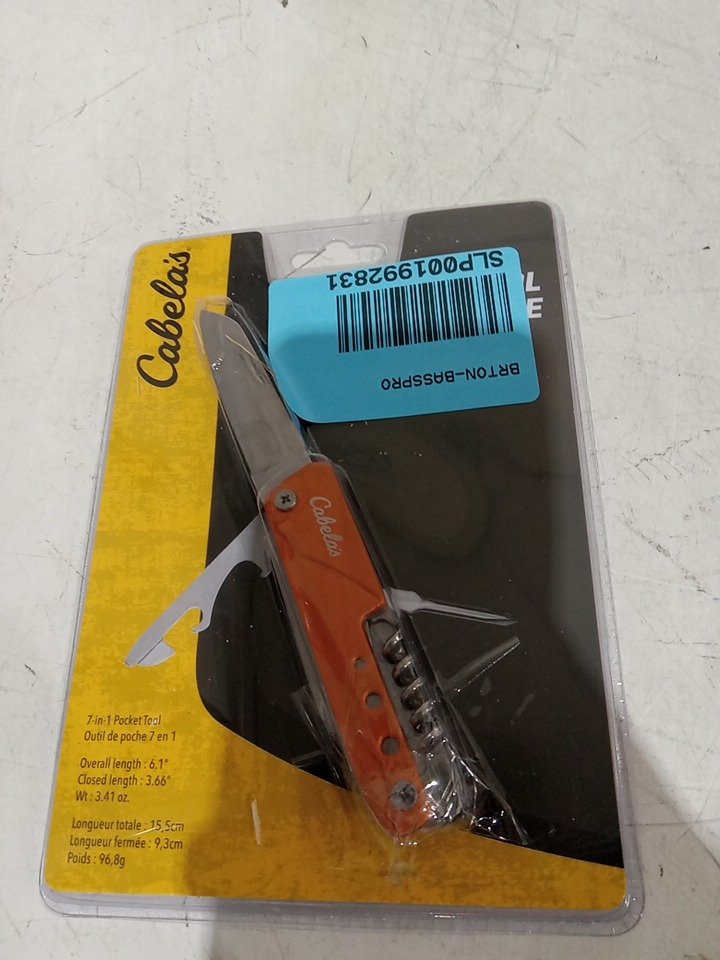 Cabela's
SLP001992831
BRTON-BASSPRO
Cabela's
7-in-1 Pocket Tool
Outil de poche 7 en 1
Overall length : 6.1"
Closed length : 3.66"
Wt : 3.41 oz.
Longueur totale : 15,5cm
Longueur fermée : 9,3cm
Poids : 96,8g